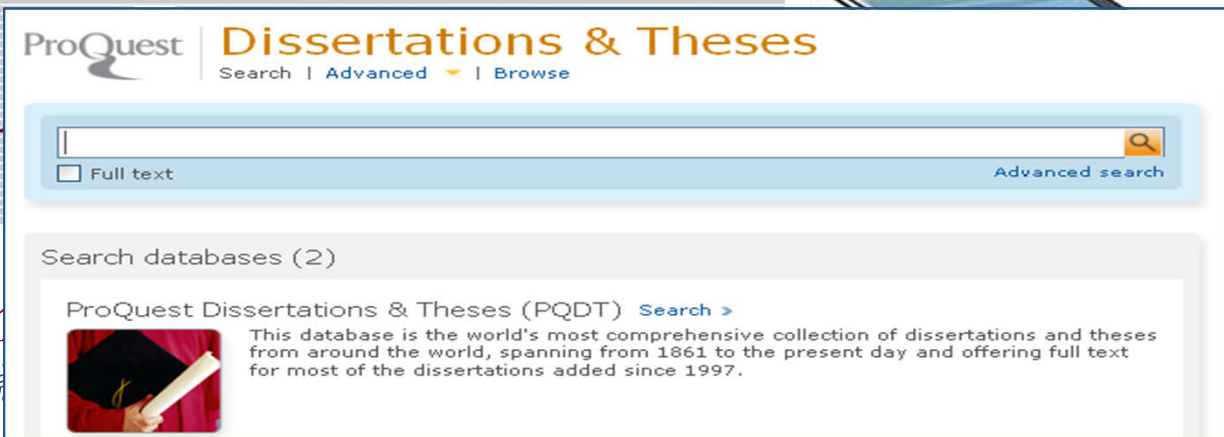 ProQuest
Dissertations & Theses
Search | Advanced | Browse
Full text
Advanced search
Search databases (2)
ProQuest Dissertations & Theses (PQDT) Search »
This database is the world's most comprehensive collection of dissertations and theses
from around the world, spanning from 1861 to the present day and offering full text
for most of the dissertations added since 1997.